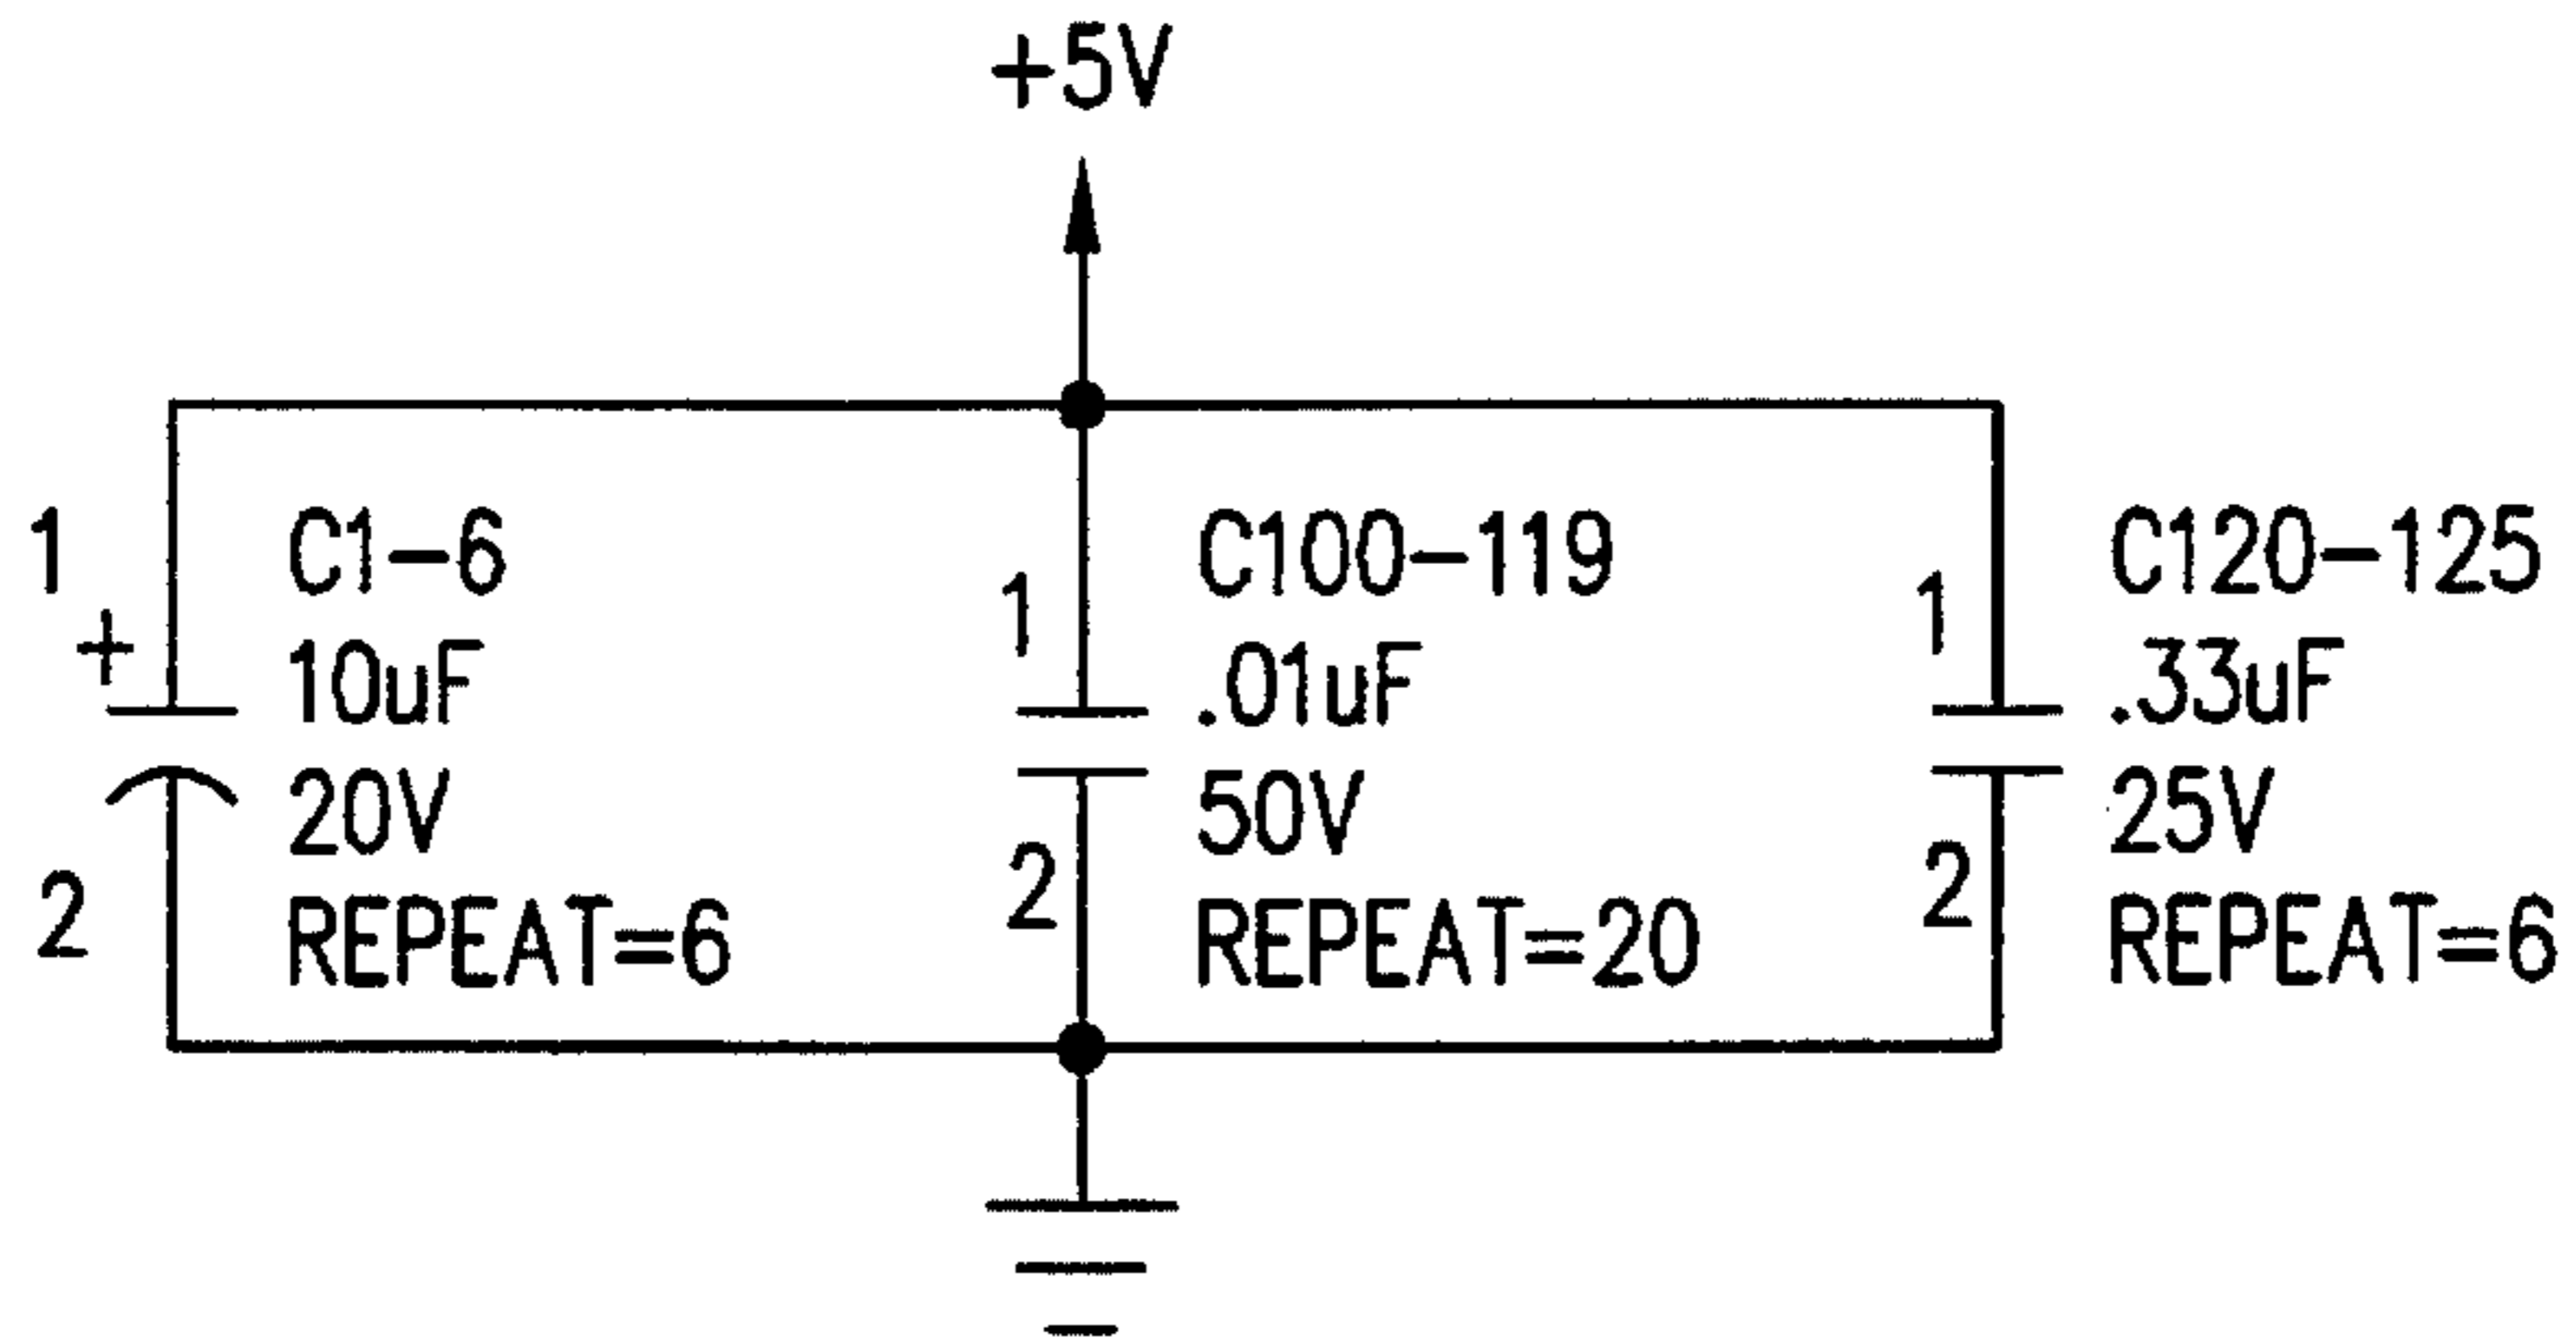 +5V
1
+
2
C1-6
10uF
20V
REPEAT=6
1
2
C100-119
.01uF
50V
REPEAT=20
1
2
C120-125
.33uF
25V
REPEAT=6